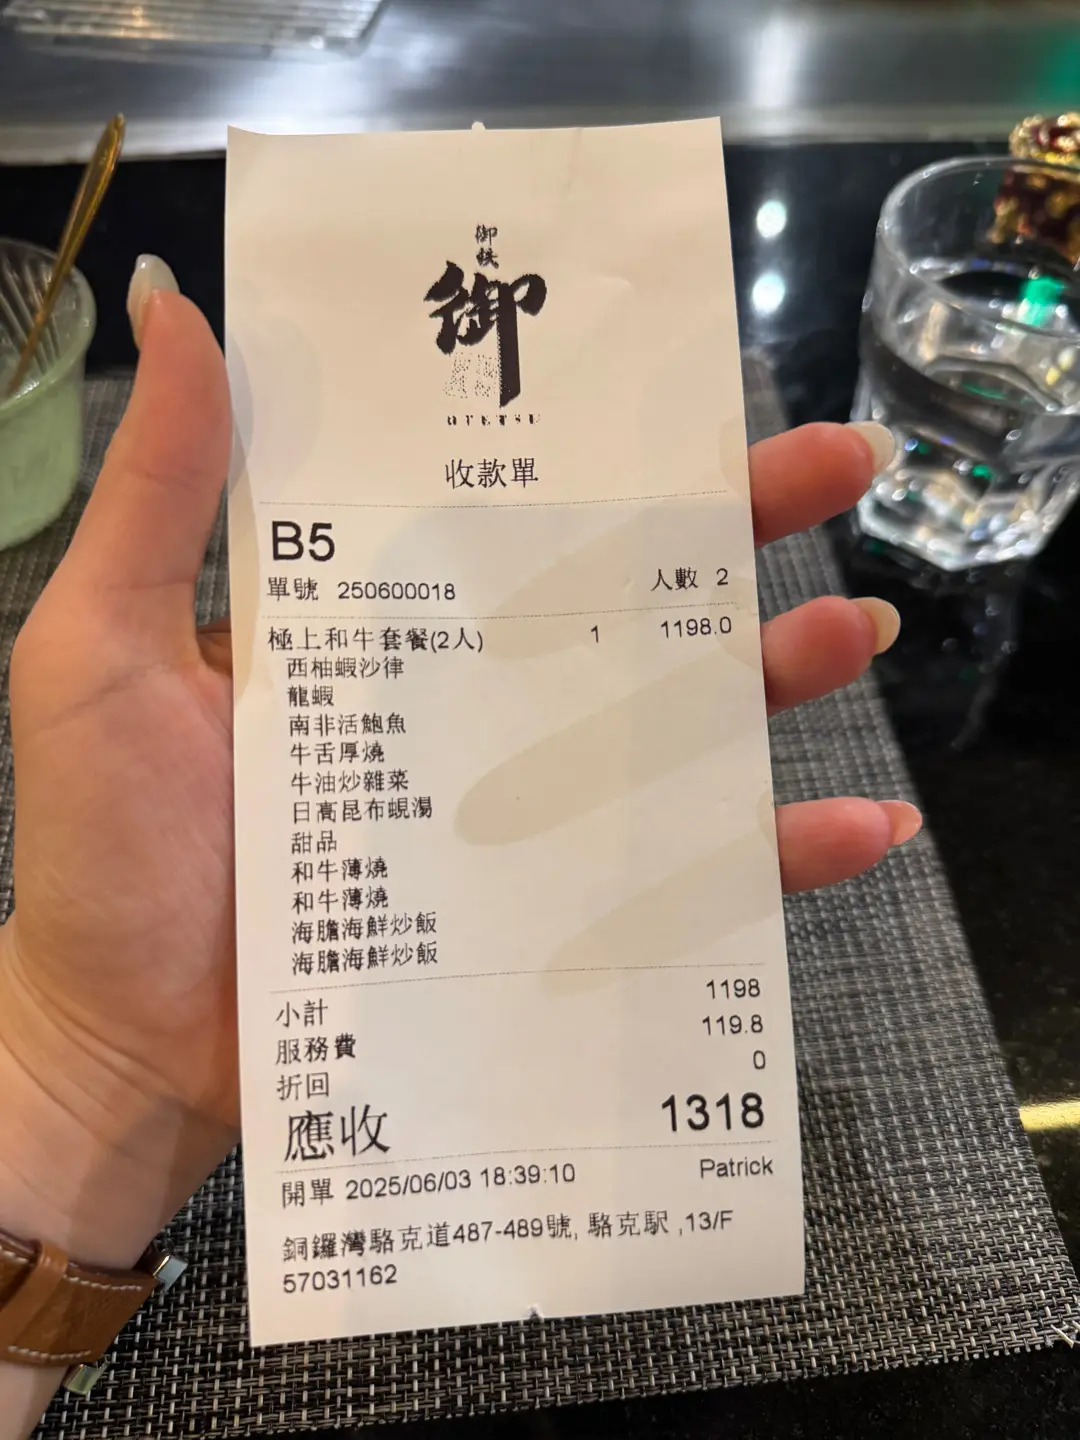 御
鉄
御
収款單
B5
單號 250600018 人數 2
極上和牛套餐(2人) 1 1198.0
西柚蝦沙律
龍蝦
南非活鮑魚
牛舌厚燒
牛油炒雜菜
日高昆布蜆湯
甜品
和牛薄燒
和牛薄燒
海膽海鮮炒飯
海膽海鮮炒飯
小計 1198
服務費 119.8
折回 0
應收 1318
開單 2025/06/03 18:39:10 Patrick
銅鑼灣駱克道487-489號, 駱克駅 ,13/F
57031162